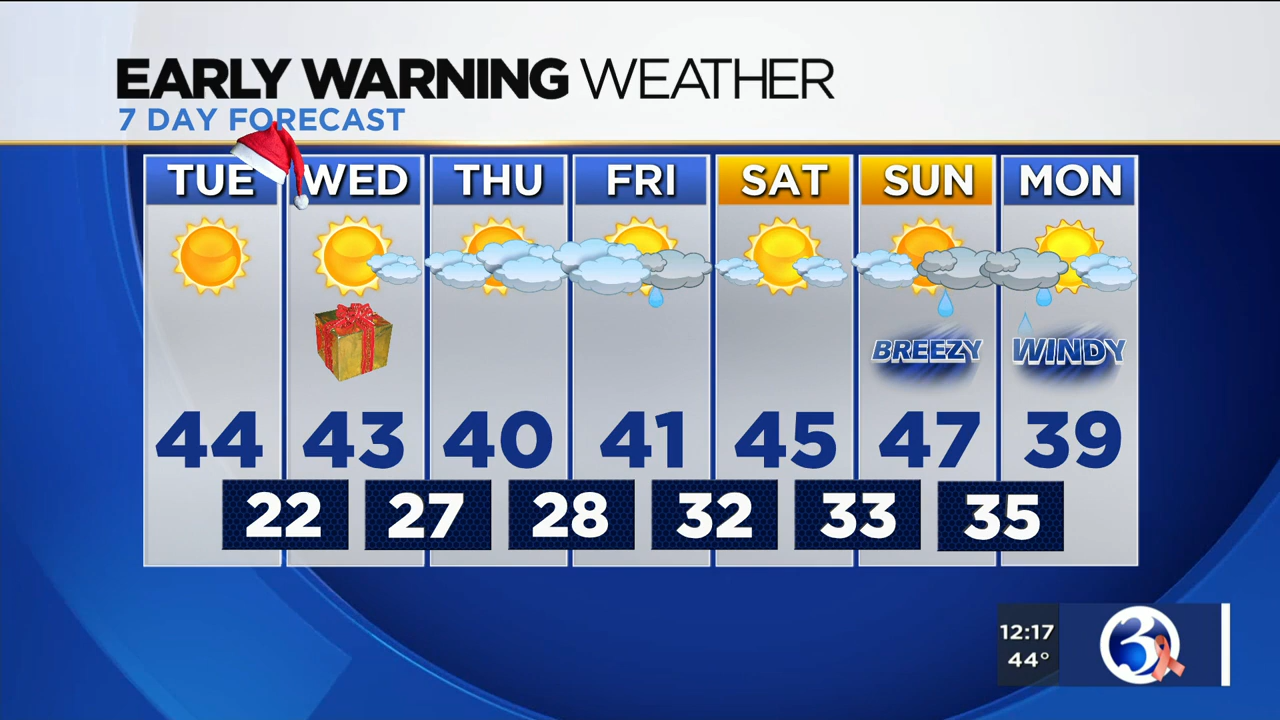 EARLY WARNING WEATHER
7 DAY FORECAST
TUE WED THU FRI SAT SUN MON
BREEZY WINDY
44 43 40 41 45 47 39
22 27 28 32 33 35
12:17
44°
3